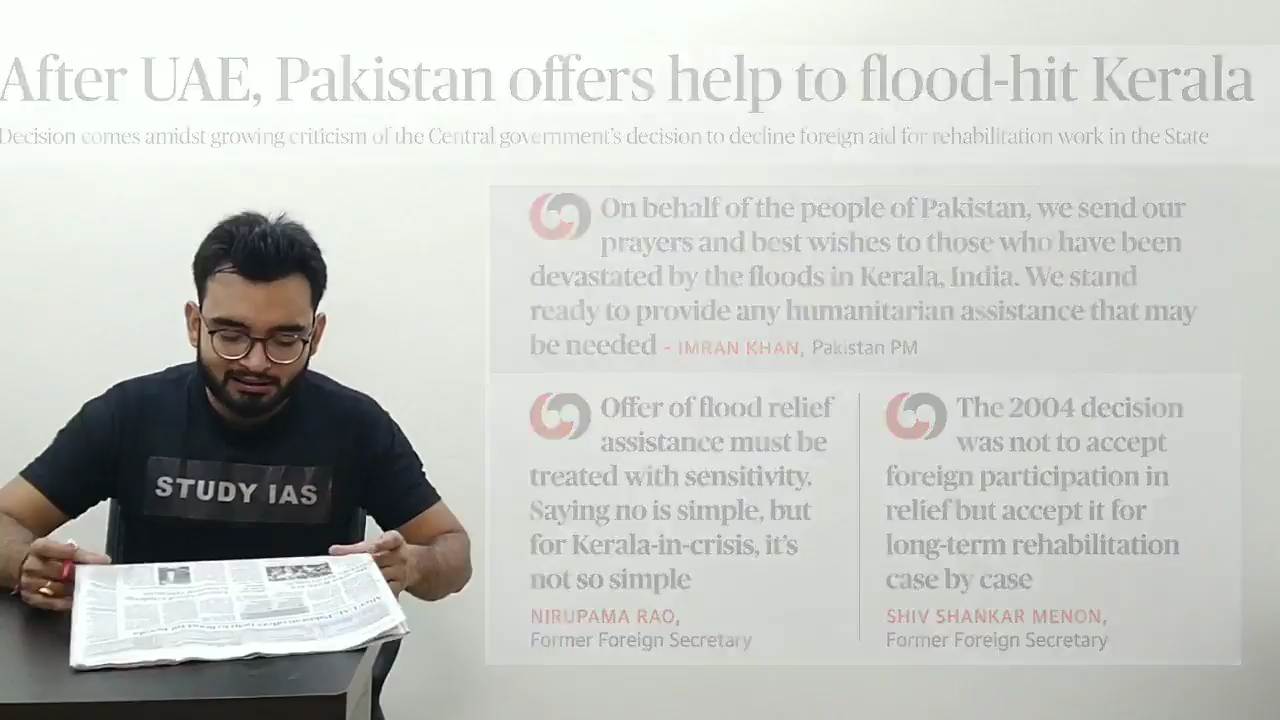 After UAE, Pakistan offers help to flood-hit Kerala
Decision comes amidst growing criticism of the Central government's decision to decline foreign aid for rehabilitation work in the State
On behalf of the people of Pakistan, we send our
prayers and best wishes to those who have been
devastated by the floods in Kerala, India. We stand
ready to provide any humanitarian assistance that may
be needed - IMRAN KHAN, Pakistan PM
Offer of flood relief
assistance must be
treated with sensitivity.
Saying no is simple, but
for Kerala-in-crisis, it's
not so simple
NIRUPAMA RAO,
Former Foreign Secretary
The 2004 decision
was not to accept
foreign participation in
relief but accept it for
long-term rehabilitation
case by case
SHIV SHANKAR MENON,
Former Foreign Secretary
STUDY IAS